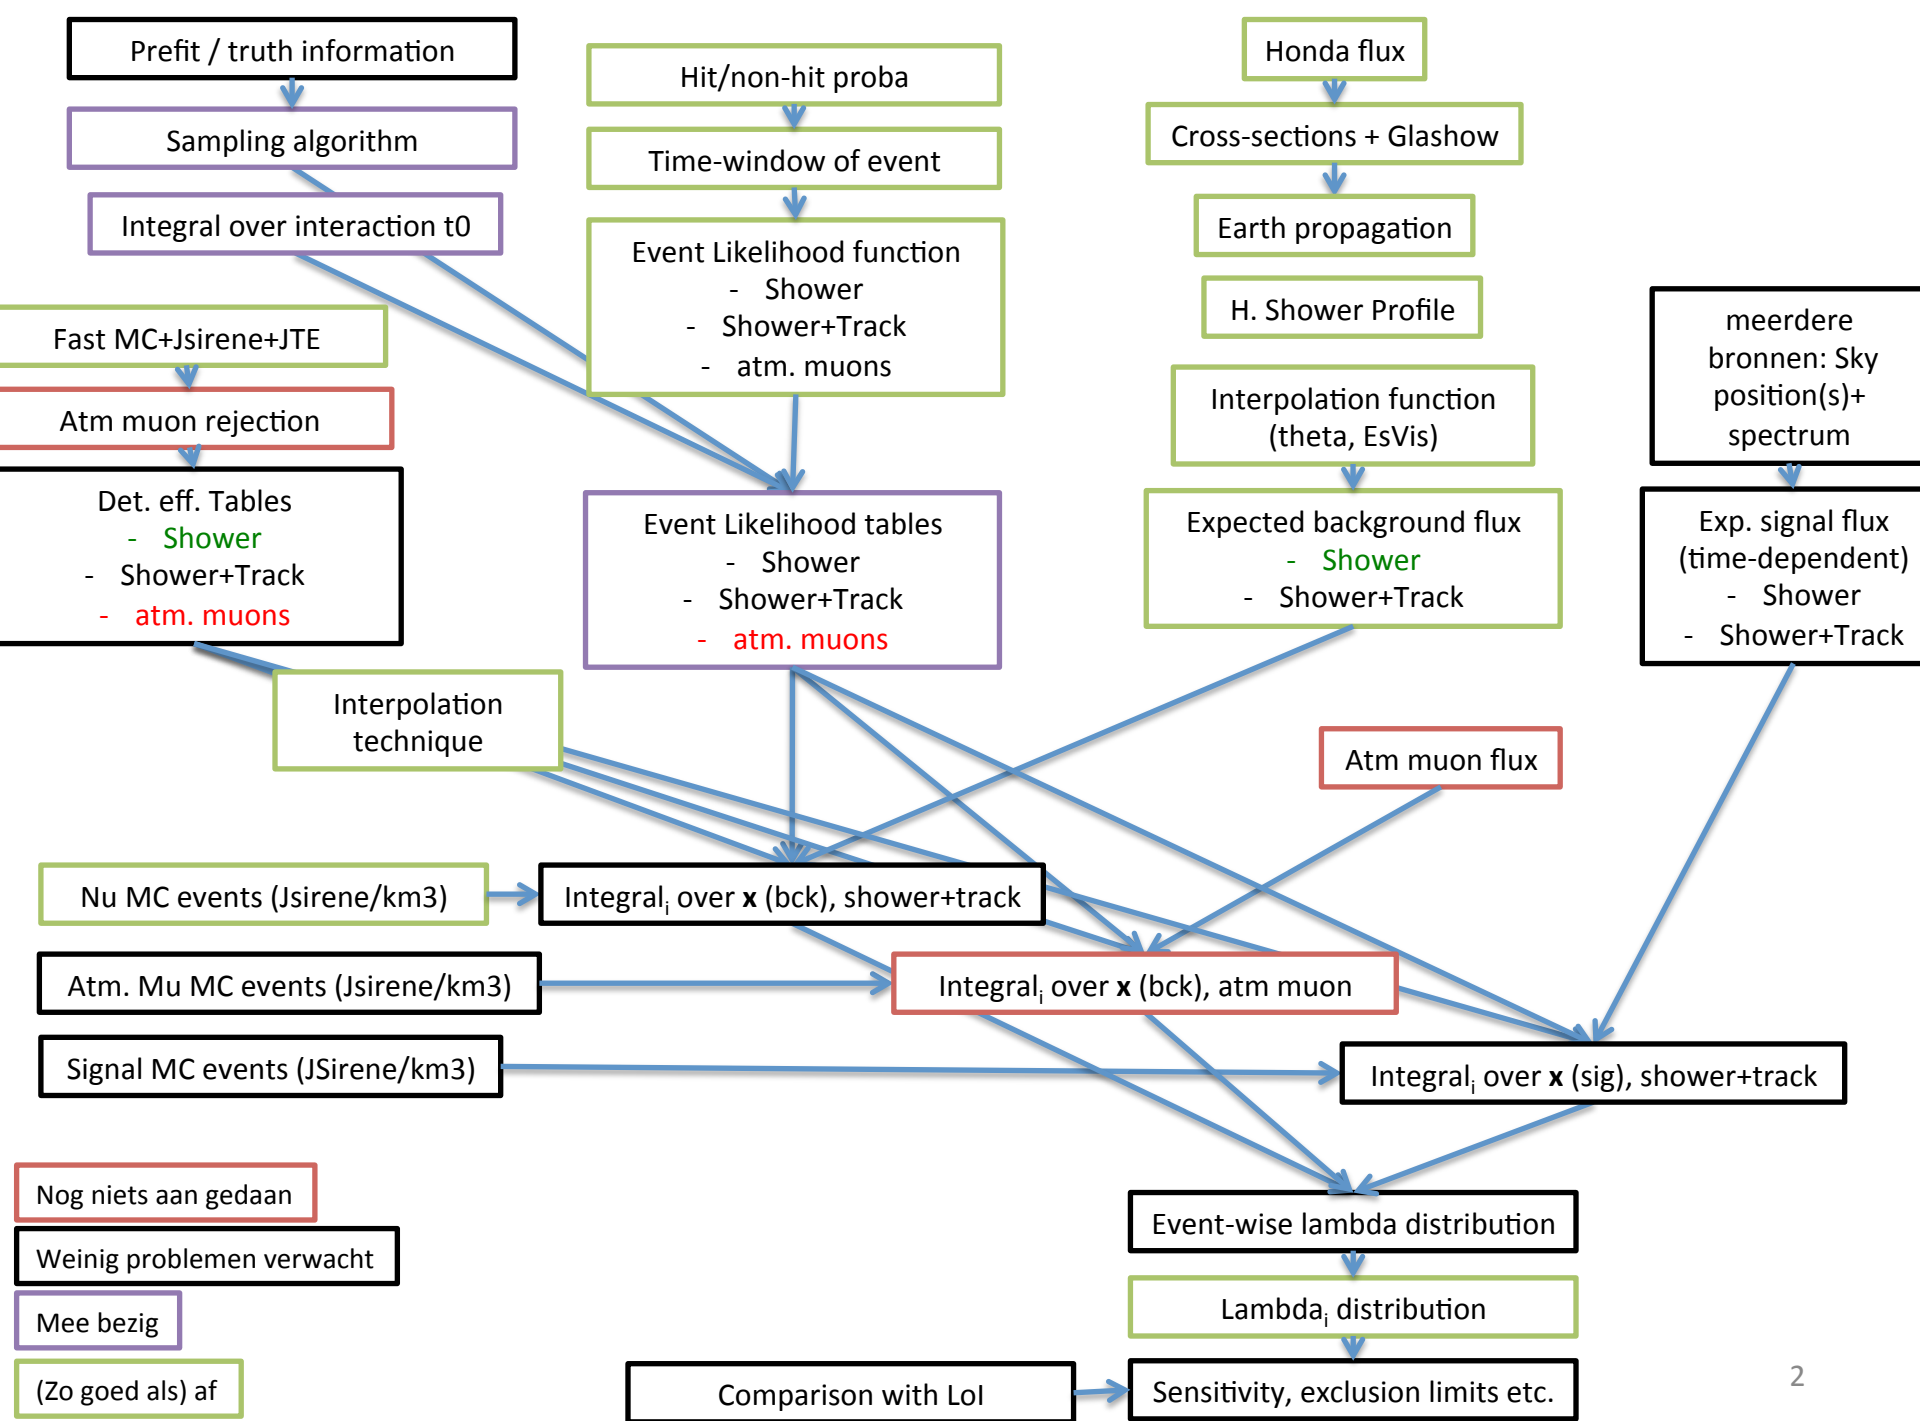 Prefit / truth information
Sampling algorithm
Integral over interaction t0
Fast MC+Jsirene+JTE
Atm muon rejection
Det. eff. Tables
- Shower
- Shower+Track
- atm. muons
Interpolation
technique
Hit/non-hit proba
Time-window of event
Event Likelihood function
- Shower
- Shower+Track
- atm. muons
Event Likelihood tables
- Shower
- Shower+Track
- atm. muons
Honda flux
Cross-sections + Glashow
Earth propagation
H. Shower Profile
Interpolation function
(theta, EsVis)
Expected background flux
- Shower
- Shower+Track
meerdere
bronnen: Sky
position(s)+
spectrum
Exp. signal flux
(time-dependent)
- Shower
- Shower+Track
Atm muon flux
Nu MC events (Jsirene/km3)
Integrali over x (bck), shower+track
Atm. Mu MC events (Jsirene/km3)
Integrali over x (bck), atm muon
Signal MC events (JSirene/km3)
Integrali over x (sig), shower+track
Nog niets aan gedaan
Weinig problemen verwacht
Mee bezig
(Zo goed als) af
Event-wise lambda distribution
Lambdai distribution
Comparison with LoI
Sensitivity, exclusion limits etc.
2